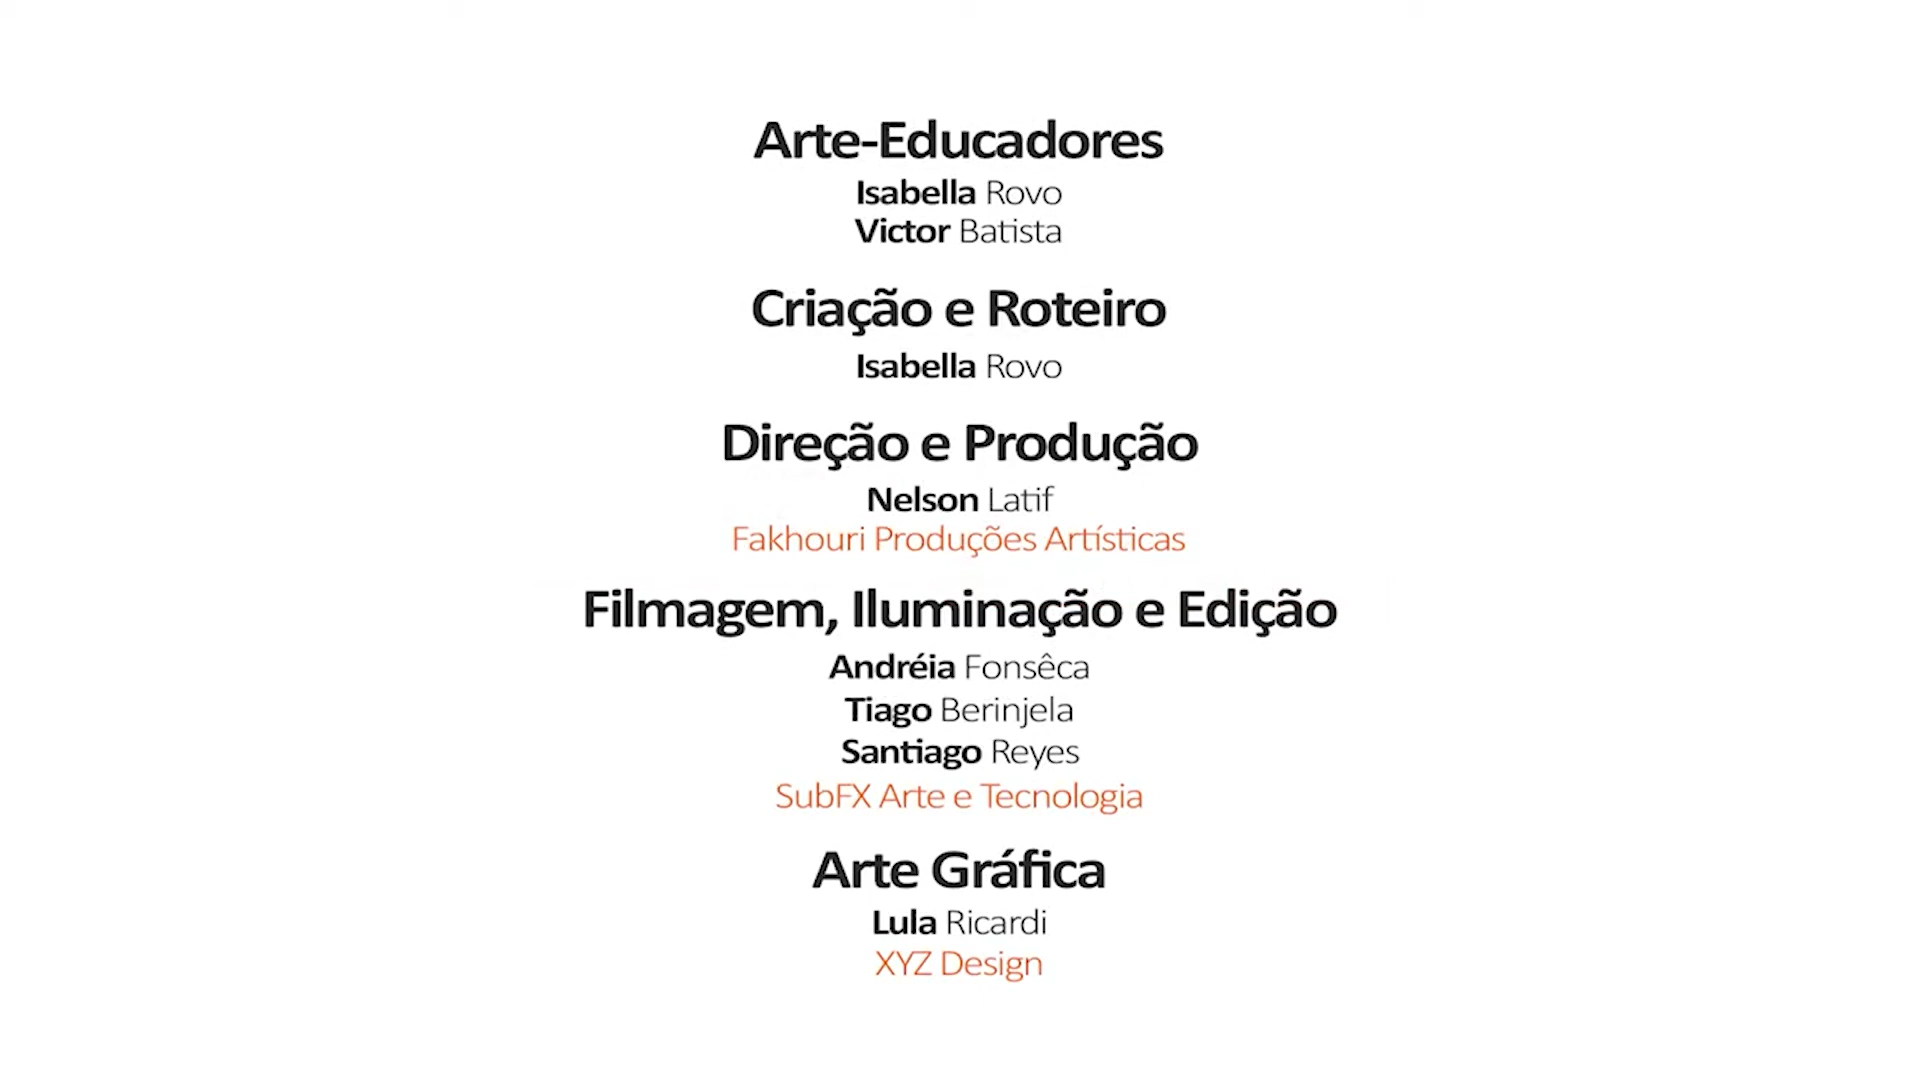 Arte-Educadores
Isabella Rovo
Victor Batista
Criação e Roteiro
Isabella Rovo
Direção e Produção
Nelson Latif
Fakhouri Produções Artísticas
Filmagem, Iluminação e Edição
Andréia Fonsêca
Tiago Berinjela
Santiago Reyes
SubFX Arte e Tecnologia
Arte Gráfica
Lula Ricardi
XYZ Design